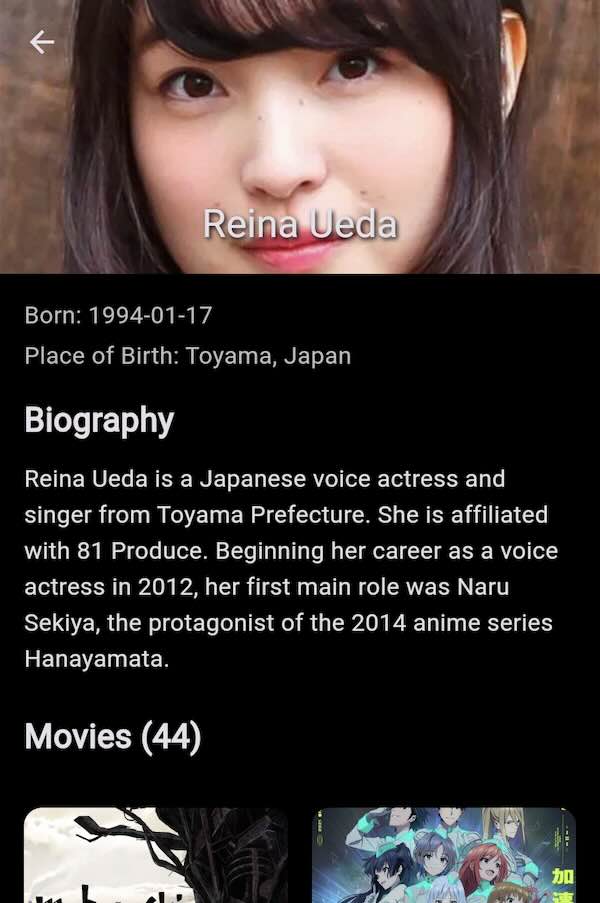 Reina Ueda
Born: 1994-01-17
Place of Birth: Toyama, Japan
Biography
Reina Ueda is a Japanese voice actress and
singer from Toyama Prefecture. She is affiliated
with 81 Produce. Beginning her career as a voice
actress in 2012, her first main role was Naru
Sekiya, the protagonist of the 2014 anime series
Hanayamata.
Movies (44)
加
速